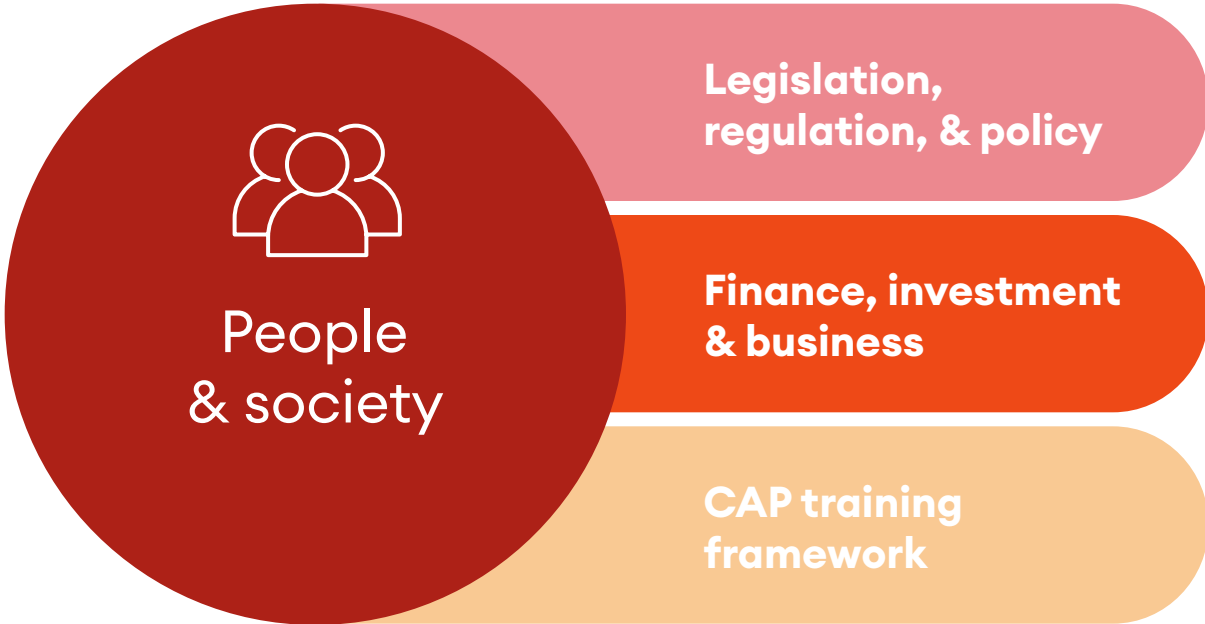 People
& society
Legislation,
regulation, & policy
Finance, investment
& business
CAP training
framework